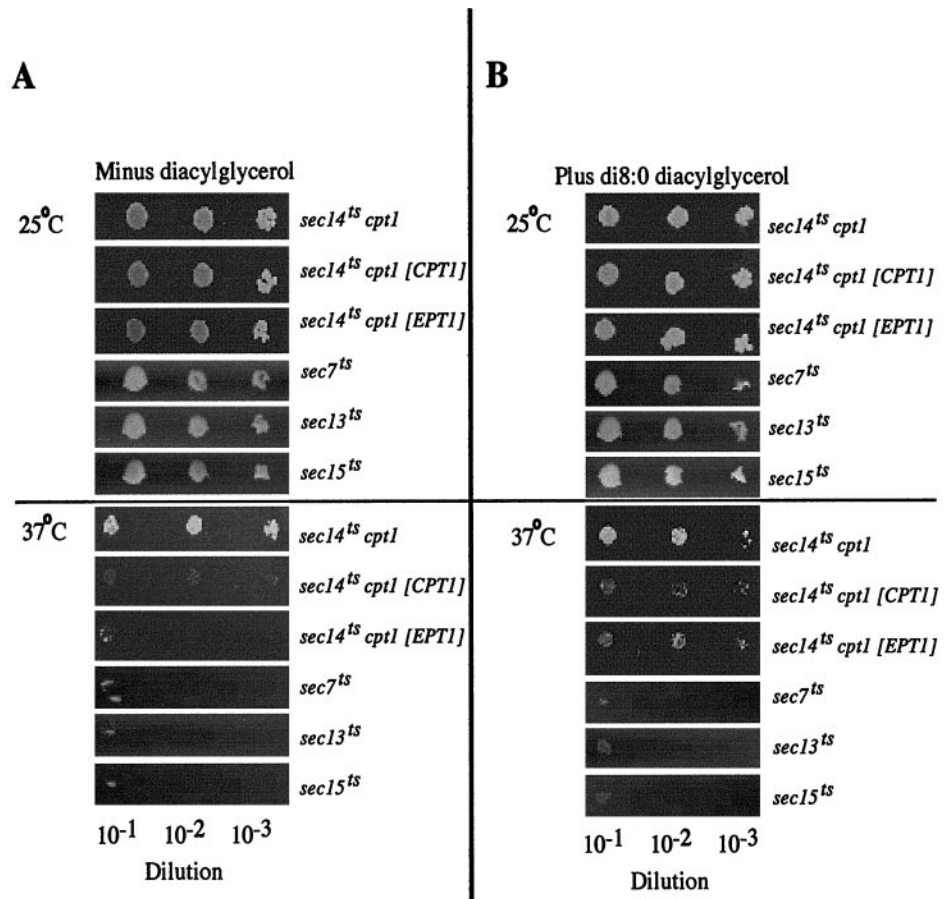 A
Minus diacylglycerol
25°C
sec14ts cpt1
sec14ts cpt1 [CPT1]
sec14ts cpt1 [EPT1]
sec7ts
sec13ts
sec15ts
37°C
sec14ts cpt1
sec14ts cpt1 [CPT1]
sec14ts cpt1 [EPT1]
sec7ts
sec13ts
sec15ts
10-1 10-2 10-3
Dilution
B
Plus di8:0 diacylglycerol
25°C
sec14ts cpt1
sec14ts cpt1 [CPT1]
sec14ts cpt1 [EPT1]
sec7ts
sec13ts
sec15ts
37°C
sec14ts cpt1
sec14ts cpt1 [CPT1]
sec14ts cpt1 [EPT1]
sec7ts
sec13ts
sec15ts
10-1 10-2 10-3
Dilution